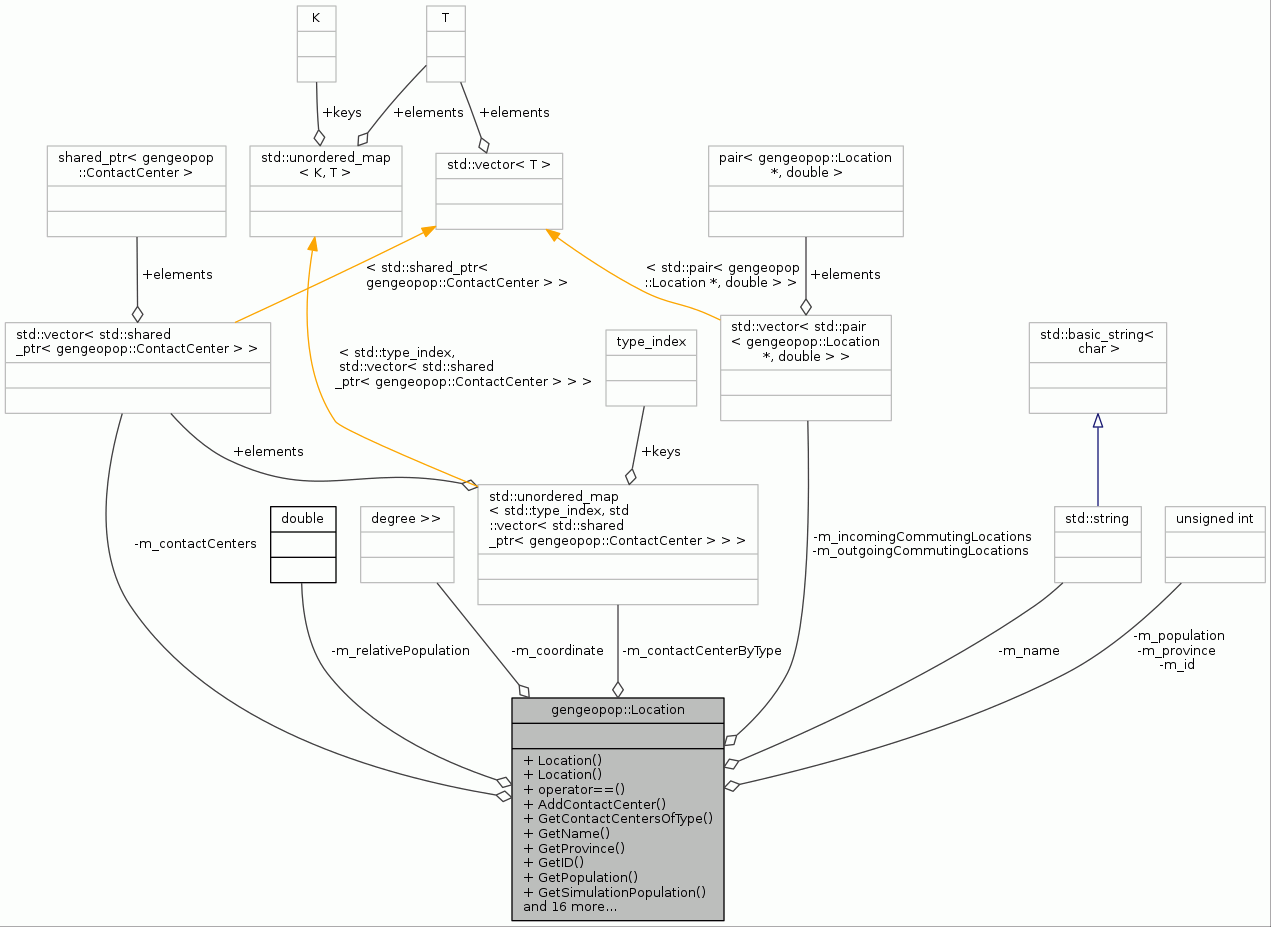 K
T
+keys
+elements
+elements
shared_ptr< gengeopop
::ContactCenter >
std::unordered_map
< K, T >
std::vector< T >
pair< gengeopop::Location
*, double >
+elements
< std::shared_ptr<
gengeopop::ContactCenter > >
< std::pair< gengeopop
::Location *, double > >
+elements
std::vector< std::shared
_ptr< gengeopop::ContactCenter > >
< std::type_index,
std::vector< std::shared
_ptr< gengeopop::ContactCenter > > >
type_index
std::vector< std::pair
< gengeopop::Location
*, double > >
std::basic_string<
char >
+elements
+keys
-m_contactCenters
double
degree >>
std::unordered_map
< std::type_index, std
::vector< std::shared
_ptr< gengeopop::ContactCenter > > >
-m_incomingCommutingLocations
-m_outgoingCommutingLocations
std::string
unsigned int
-m_relativePopulation
-m_coordinate
-m_contactCenterByType
-m_name
-m_population
-m_province
-m_id
gengeopop::Location
+ Location()
+ Location()
+ operator==()
+ AddContactCenter()
+ GetContactCentersOfType()
+ GetName()
+ GetProvince()
+ GetID()
+ GetPopulation()
+ GetSimulationPopulation()
and 16 more...